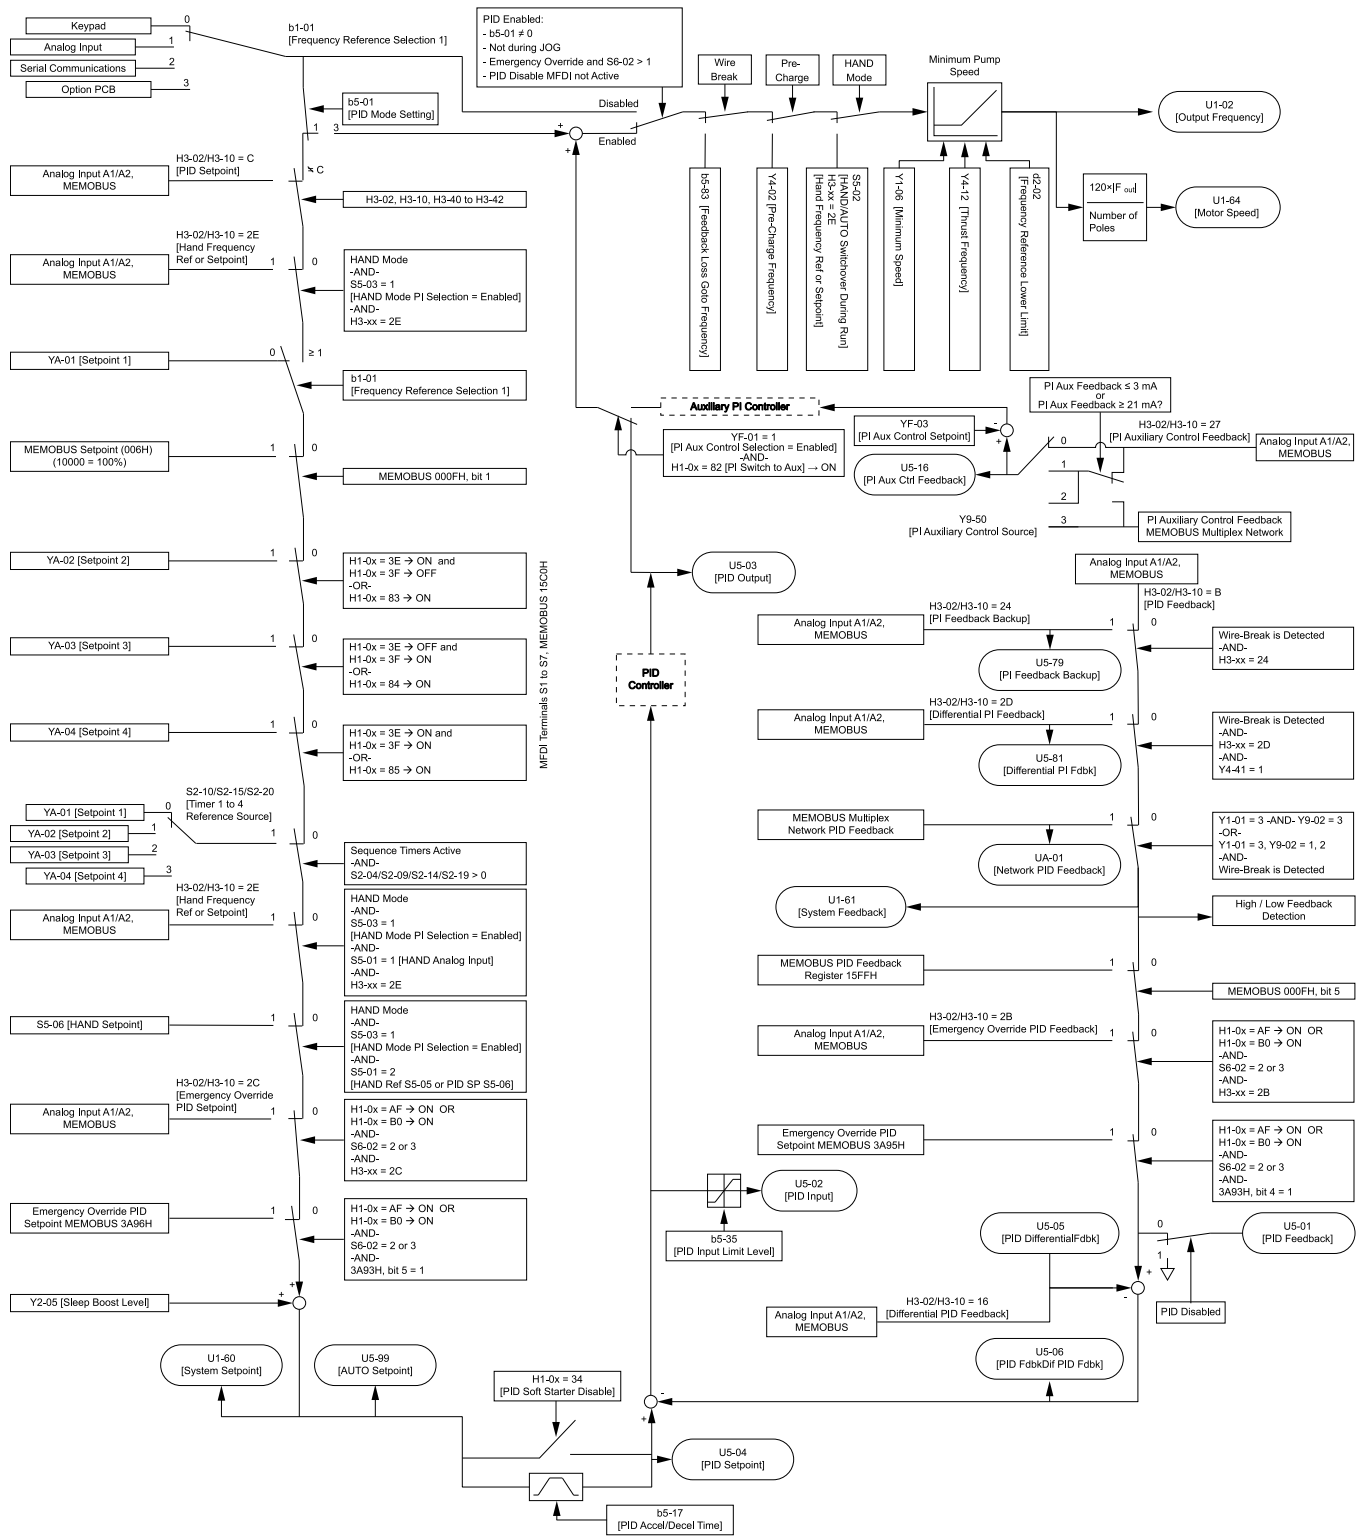 Keypad
0
Analog Input
1
Serial Communications
2
Option PCB
3
b1-01
[Frequency Reference Selection 1]
PID Enabled:
- b5-01 ≠ 0
- Not during JOG
- Emergency Override and S6-02 > 1
- PID Disable MFDI not Active
Disabled
Enabled
Wire
Break
Pre-
Charge
HAND
Mode
Minimum Pump
Speed
U1-02
[Output Frequency]
120×|F out|
Number of
Poles
U1-64
[Motor Speed]
b5-01
[PID Mode Setting]
1
3
+
+
b5-83 [Feedback Loss Goto Frequency]
Y4-02 [Pre-Charge Frequency]
S5-02
[HAND/AUTO Switchover During Run]
H3-xx = 2E
[Hand Frequency Ref or Setpoint]
Y1-06 [Minimum Speed]
Y4-12 [Thrust Frequency]
d2-02
[Frequency Reference Lower Limit]
H3-02/H3-10 = C
[PID Setpoint]
Analog Input A1/A2,
MEMOBUS
≠ C
H3-02, H3-10, H3-40 to H3-42
H3-02/H3-10 = 2E
[Hand Frequency
Ref or Setpoint]
Analog Input A1/A2,
MEMOBUS
1
0
HAND Mode
-AND-
S5-03 = 1
[HAND Mode PI Selection = Enabled]
-AND-
H3-xx = 2E
YA-01 [Setpoint 1]
0
≥ 1
b1-01
[Frequency Reference Selection 1]
MEMOBUS Setpoint (006H)
(10000 = 100%)
1
0
MEMOBUS 000FH, bit 1
YA-02 [Setpoint 2]
1
0
H1-0x = 3E → ON and
H1-0x = 3F → OFF
-OR-
H1-0x = 83 → ON
YA-03 [Setpoint 3]
1
0
H1-0x = 3E → OFF and
H1-0x = 3F → ON
-OR-
H1-0x = 84 → ON
YA-04 [Setpoint 4]
1
0
H1-0x = 3E → ON and
H1-0x = 3F → ON
-OR-
H1-0x = 85 → ON
MFDI Terminals S1 to S7, MEMOBUS 15C0H
S2-10/S2-15/S2-20
[Timer 1 to 4
Reference Source]
YA-01 [Setpoint 1]
0
YA-02 [Setpoint 2]
1
YA-03 [Setpoint 3]
2
YA-04 [Setpoint 4]
3
1
0
Sequence Timers Active
-AND-
S2-04/S2-09/S2-14/S2-19 > 0
H3-02/H3-10 = 2E
[Hand Frequency
Ref or Setpoint]
Analog Input A1/A2,
MEMOBUS
1
0
HAND Mode
-AND-
S5-03 = 1
[HAND Mode PI Selection = Enabled]
-AND-
S5-01 = 1 [HAND Analog Input]
-AND-
H3-xx = 2E
S5-06 [HAND Setpoint]
1
0
HAND Mode
-AND-
S5-03 = 1
[HAND Mode PI Selection = Enabled]
-AND-
S5-01 = 2
[HAND Ref S5-05 or PID SP S5-06]
H3-02/H3-10 = 2C
[Emergency Override
PID Setpoint]
Analog Input A1/A2,
MEMOBUS
1
0
H1-0x = AF → ON OR
H1-0x = B0 → ON
-AND-
S6-02 = 2 or 3
-AND-
H3-xx = 2C
Emergency Override PID
Setpoint MEMOBUS 3A96H
1
0
H1-0x = AF → ON OR
H1-0x = B0 → ON
-AND-
S6-02 = 2 or 3
-AND-
3A93H, bit 5 = 1
Y2-05 [Sleep Boost Level]
+
+
U1-60
[System Setpoint]
U5-99
[AUTO Setpoint]
H1-0x = 34
[PID Soft Starter Disable]
b5-17
[PID Accel/Decel Time]
U5-04
[PID Setpoint]
-
+
Auxiliary PI Controller
YF-01 = 1
[PI Aux Control Selection = Enabled]
-AND-
H1-0x = 82 [PI Switch to Aux] → ON
YF-03
[PI Aux Control Setpoint]
-
+
U5-16
[PI Aux Ctrl Feedback]
PI Aux Feedback ≤ 3 mA
or
PI Aux Feedback ≥ 21 mA?
H3-02/H3-10 = 27
[PI Auxiliary Control Feedback]
Analog Input A1/A2,
MEMOBUS
0
1
2
3
Y9-50
[PI Auxiliary Control Source]
PI Auxiliary Control Feedback
MEMOBUS Multiplex Network
U5-03
[PID Output]
PID
Controller
Analog Input A1/A2,
MEMOBUS
H3-02/H3-10 = B
[PID Feedback]
H3-02/H3-10 = 24
[PI Feedback Backup]
Analog Input A1/A2,
MEMOBUS
1
0
U5-79
[PI Feedback Backup]
Wire-Break is Detected
-AND-
H3-xx = 24
H3-02/H3-10 = 2D
[Differential PI Feedback]
Analog Input A1/A2,
MEMOBUS
1
0
U5-81
[Differential PI Fdbk]
Wire-Break is Detected
-AND-
H3-xx = 2D
-AND-
Y4-41 = 1
MEMOBUS Multiplex
Network PID Feedback
1
0
UA-01
[Network PID Feedback]
Y1-01 = 3 -AND- Y9-02 = 3
-OR-
Y1-01 = 3, Y9-02 = 1, 2
-AND-
Wire-Break is Detected
U1-61
[System Feedback]
High / Low Feedback
Detection
MEMOBUS PID Feedback
Register 15FFH
1
0
MEMOBUS 000FH, bit 5
H3-02/H3-10 = 2B
[Emergency Override PID Feedback]
Analog Input A1/A2,
MEMOBUS
1
0
H1-0x = AF → ON OR
H1-0x = B0 → ON
-AND-
S6-02 = 2 or 3
-AND-
H3-xx = 2B
Emergency Override PID
Setpoint MEMOBUS 3A95H
1
0
H1-0x = AF → ON OR
H1-0x = B0 → ON
-AND-
S6-02 = 2 or 3
-AND-
3A93H, bit 4 = 1
U5-02
[PID Input]
b5-35
[PID Input Limit Level]
U5-05
[PID DifferentialFdbk]
0
1
U5-01
[PID Feedback]
PID Disabled
+
-
H3-02/H3-10 = 16
[Differential PID Feedback]
Analog Input A1/A2,
MEMOBUS
U5-06
[PID FdbkDif PID Fdbk]